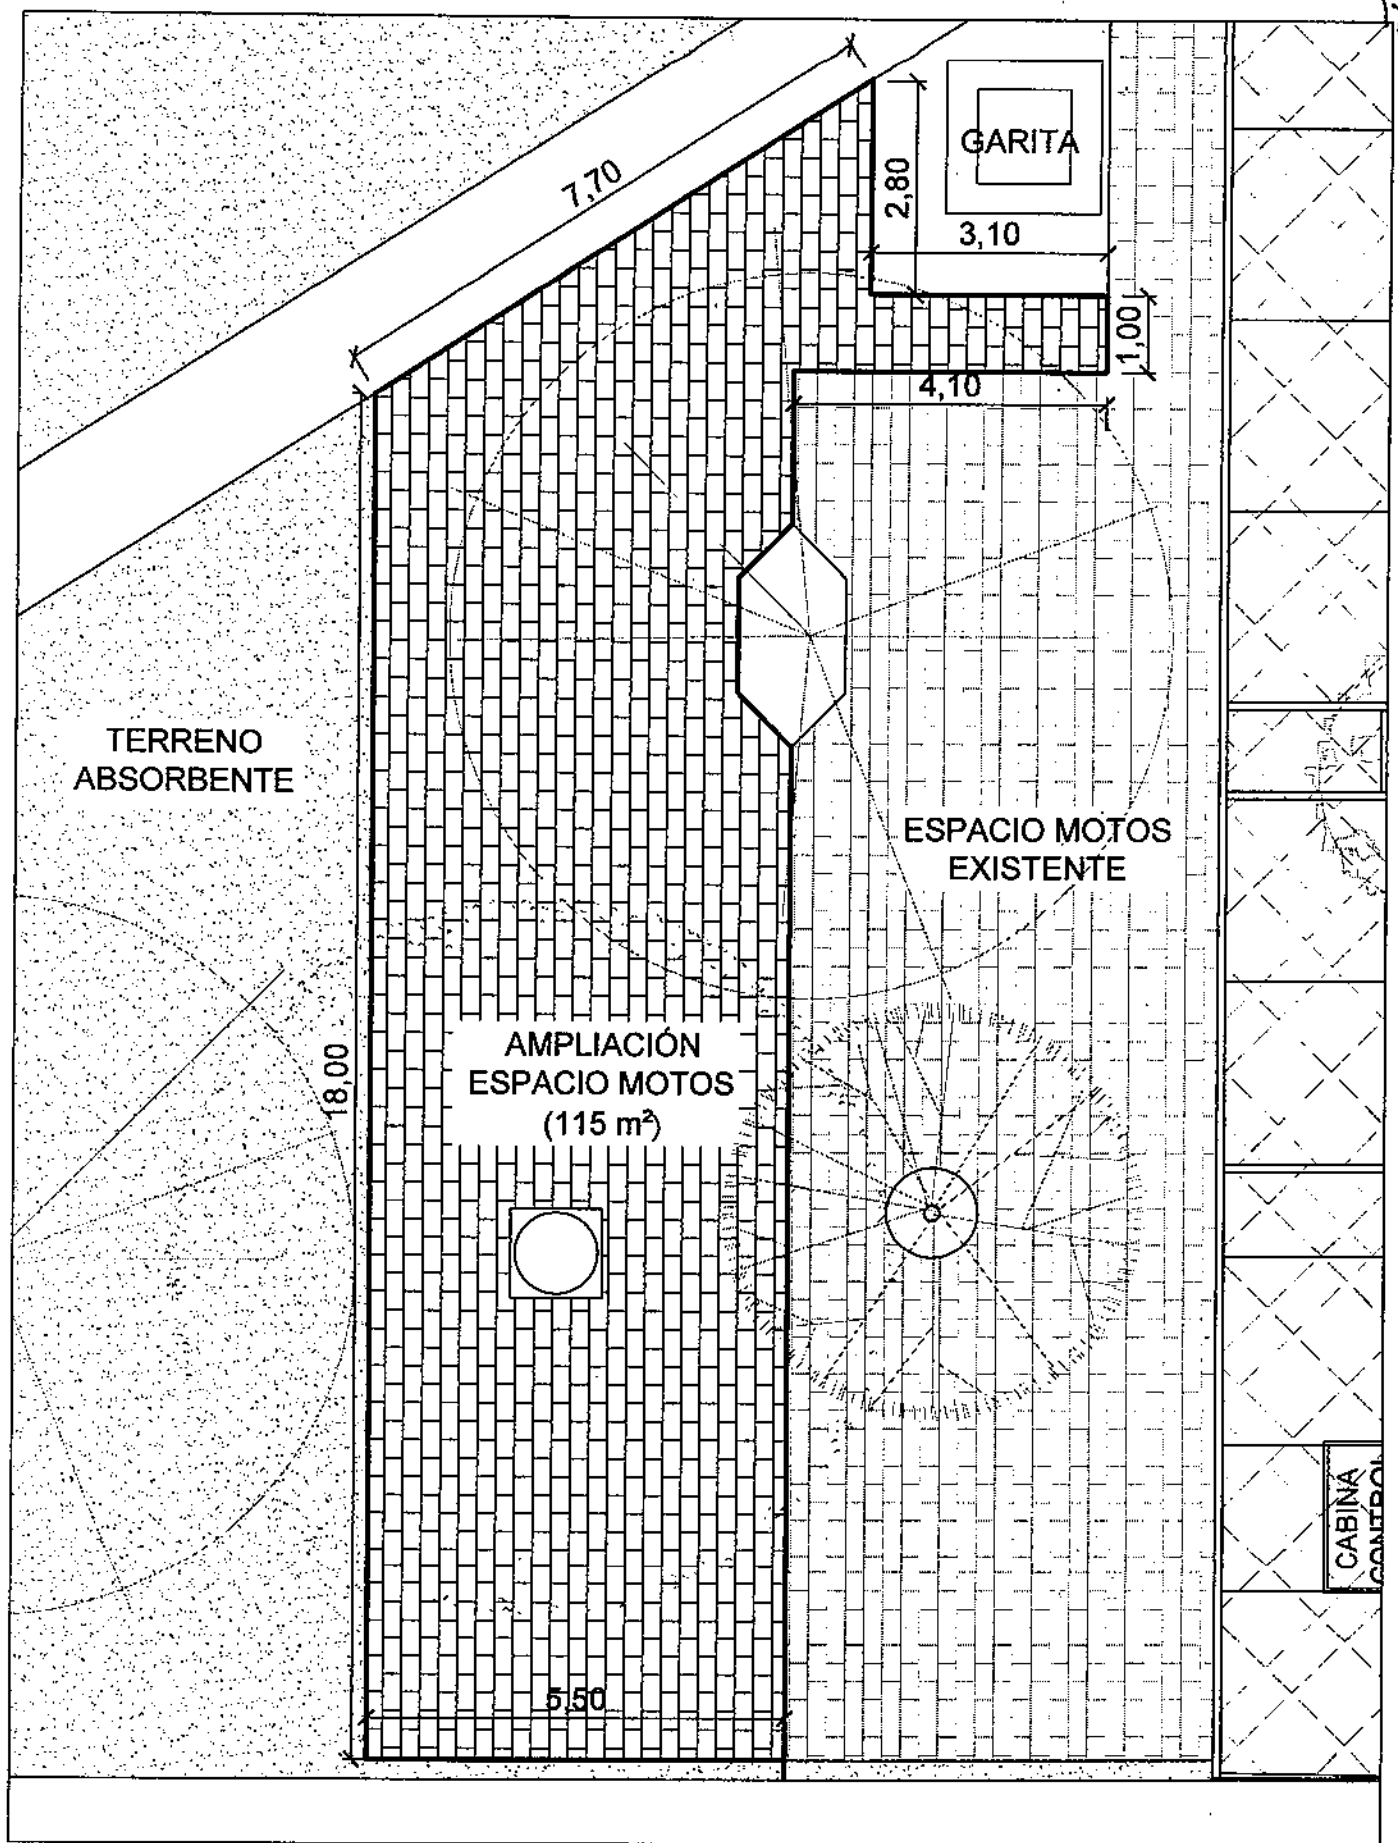 GARITA
7,70
2,80
3,10
1,00
4,10
TERRENO
ABSORBENTE
ESPACIO MOTOS
EXISTENTE
AMPLIACIÓN
ESPACIO MOTOS
(115 m²)
18,00
5,50
CABINA
CONTROL